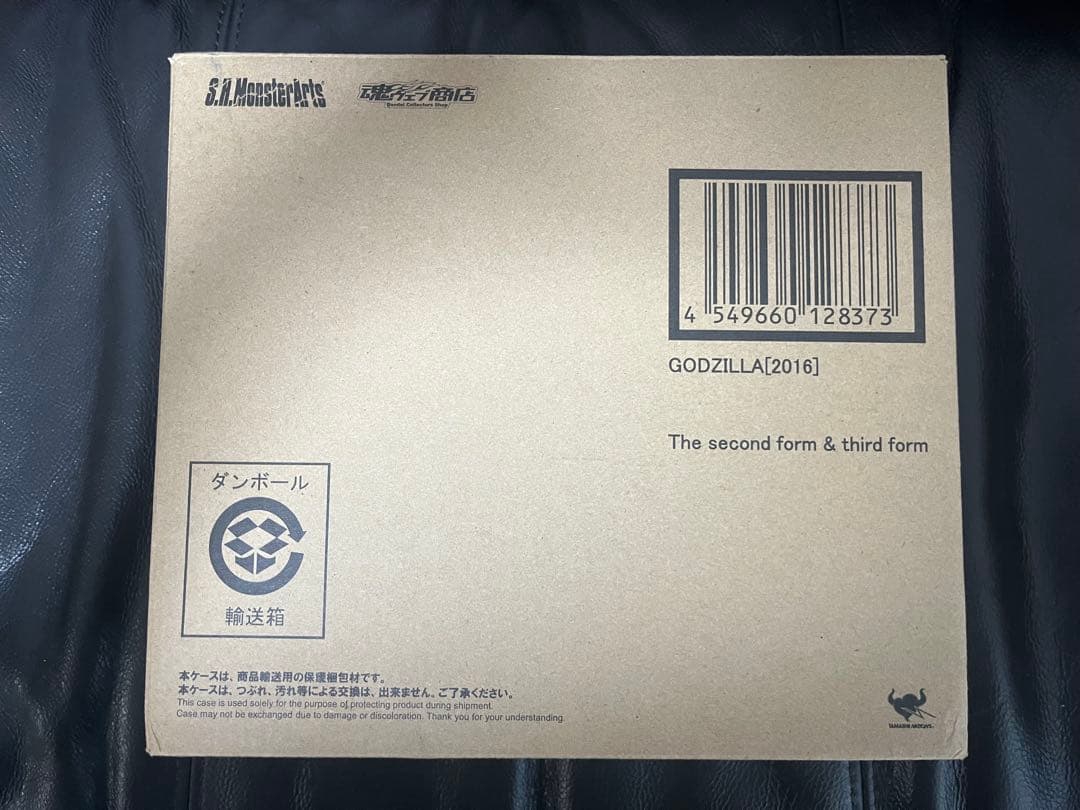 S.H.MonsterArts
魂ウェブ商店
Bandai Collectors Shop
4 549660 128373
GODZILLA[2016]
The second form & third form
ダンボール
輸送箱
本ケースは、商品輸送用の保護梱包材です。
本ケースは、つぶれ、汚れ等による交換は、出来ません。ご了承ください。
This case is used solely for the purpose of protecting product during shipment.
Case may not be exchanged due to damage or discoloration. Thank you for your understanding.
TAMASHII NATIONS